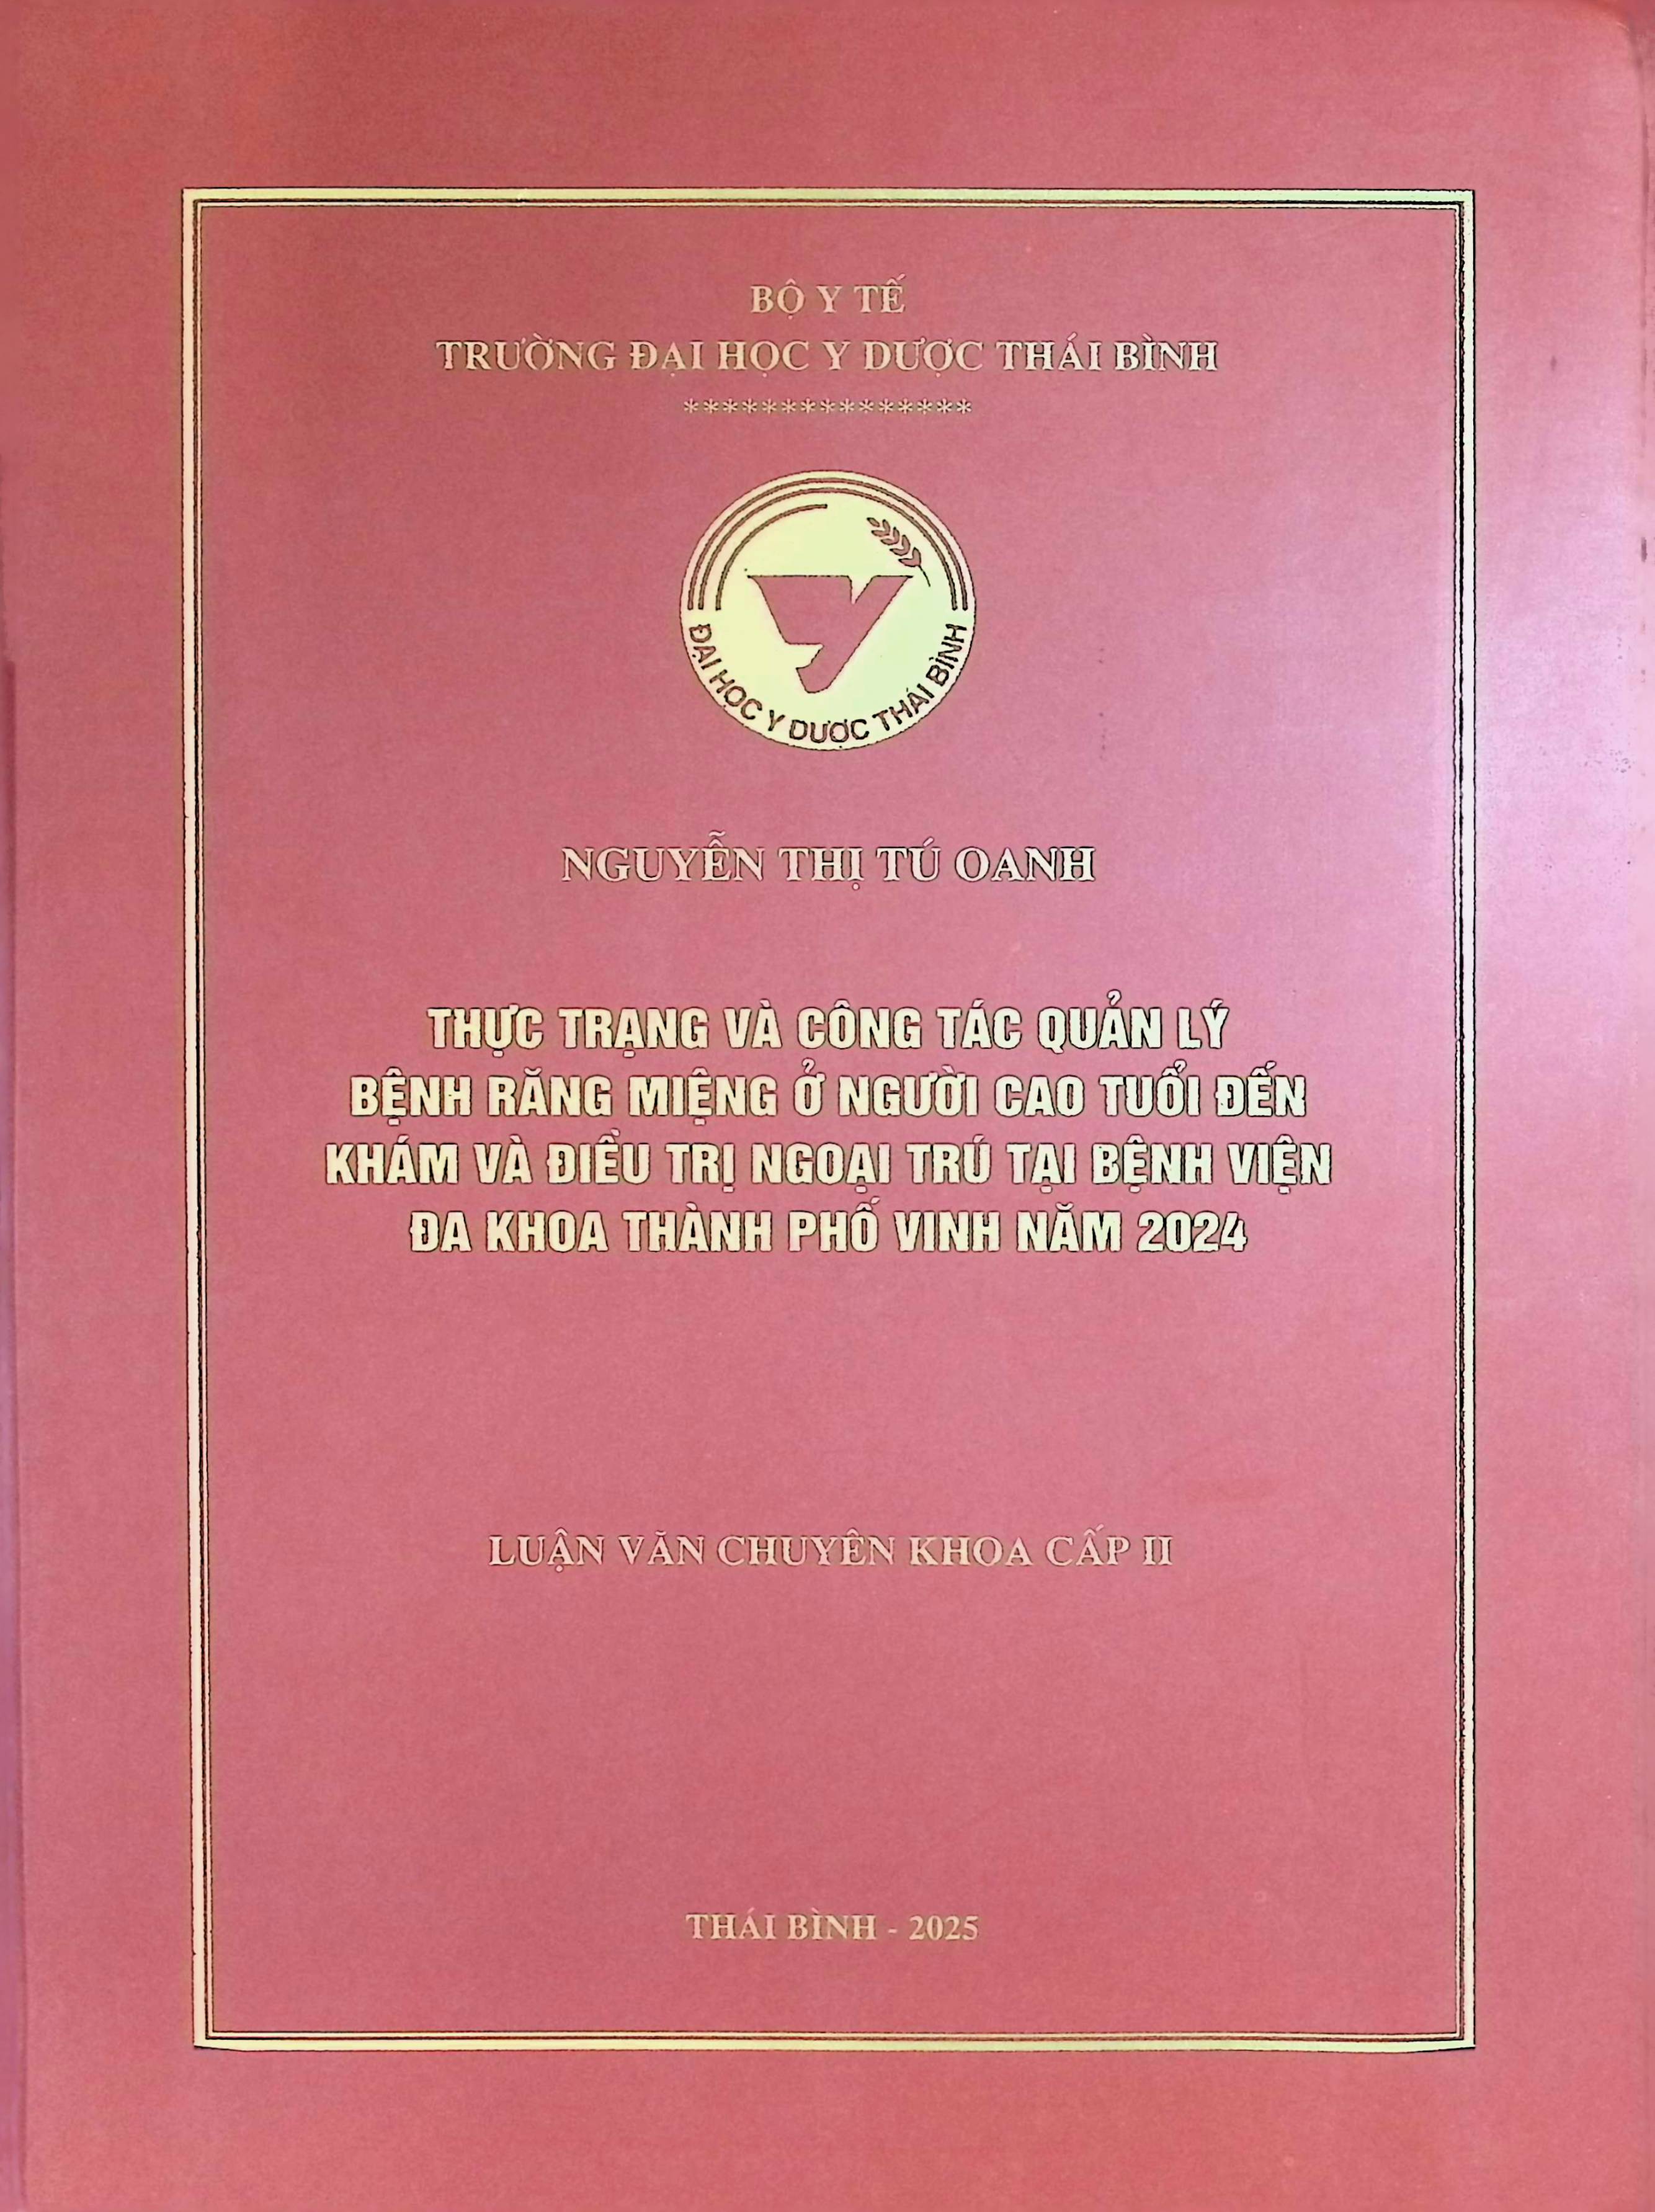 BỘ Y TẾ
TRƯỜNG ĐẠI HỌC Y DƯỢC THÁI BÌNH
***************
ĐẠI HỌC Y DƯỢC THÁI BÌNH
NGUYỄN THỊ TÚ OANH
THỰC TRẠNG VÀ CÔNG TÁC QUẢN LÝ
BỆNH RĂNG MIỆNG Ở NGƯỜI CAO TUỔI ĐẾN
KHÁM VÀ ĐIỀU TRỊ NGOẠI TRÚ TẠI BỆNH VIỆN
ĐA KHOA THÀNH PHỐ VINH NĂM 2024
LUẬN VĂN CHUYÊN KHOA CẤP II
THÁI BÌNH - 2025